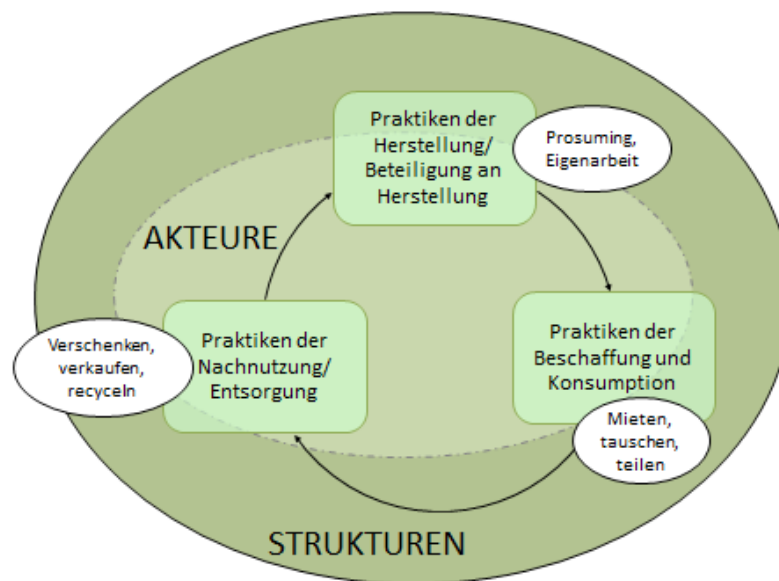 Praktiken der
Herstellung/
Beteiligung an
Herstellung
Prosuming,
Eigenarbeit
AKTEURE
Verschenken,
verkaufen,
recyceln
Praktiken der
Nachnutzung/
Entsorgung
Praktiken der
Beschaffung und
Konsumption
Mieten,
tauschen,
teilen
STRUKTUREN